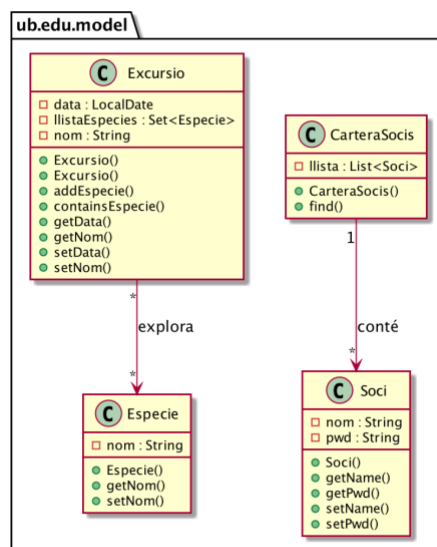 ub.edu.model
C Excursio
data : LocalDate
llistaEspecies : Set<Especie>
nom : String
Excursio()
Excursio()
addEspecie()
containsEspecie()
getData()
getNom()
setData()
setNom()
C CarteraSocis
llista : List<Soci>
CarteraSocis()
find()
*
explora
*
1
conté
*
C Especie
nom : String
Especie()
getNom()
setNom()
C Soci
nom : String
pwd : String
Soci()
getName()
getPwd()
setName()
setPwd()